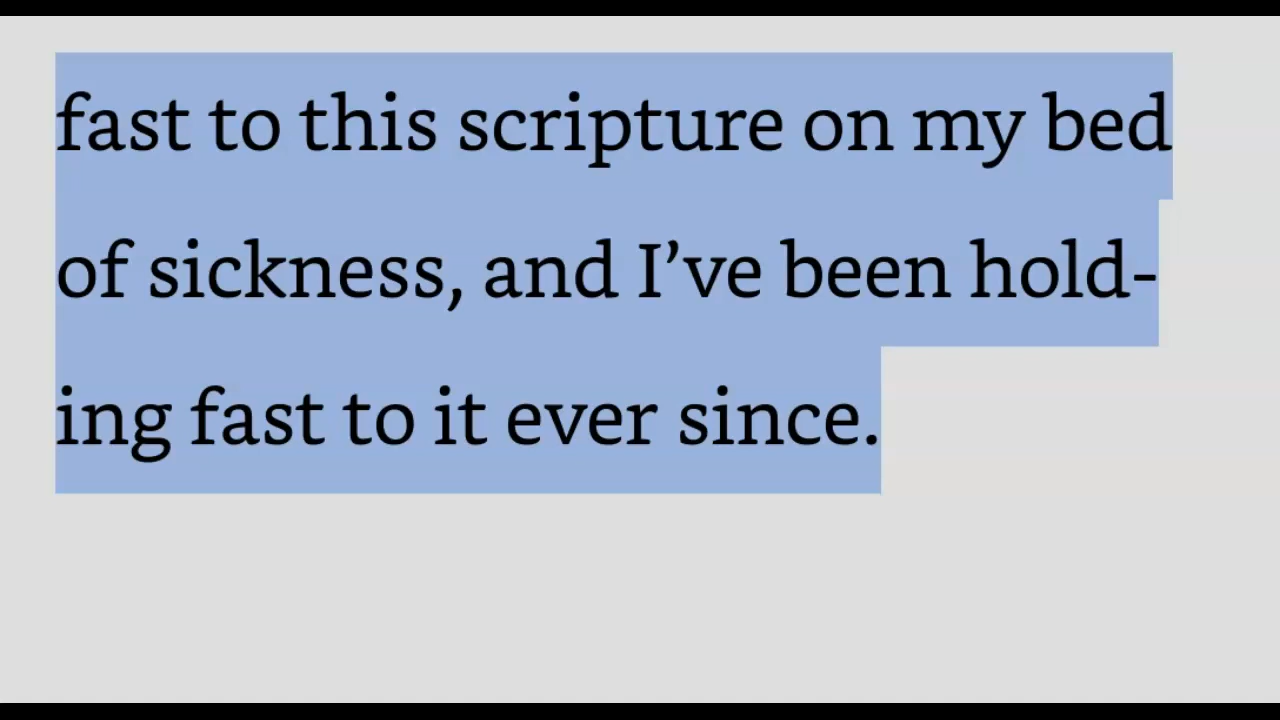 fast to this scripture on my bed
of sickness, and I’ve been hold-
ing fast to it ever since.